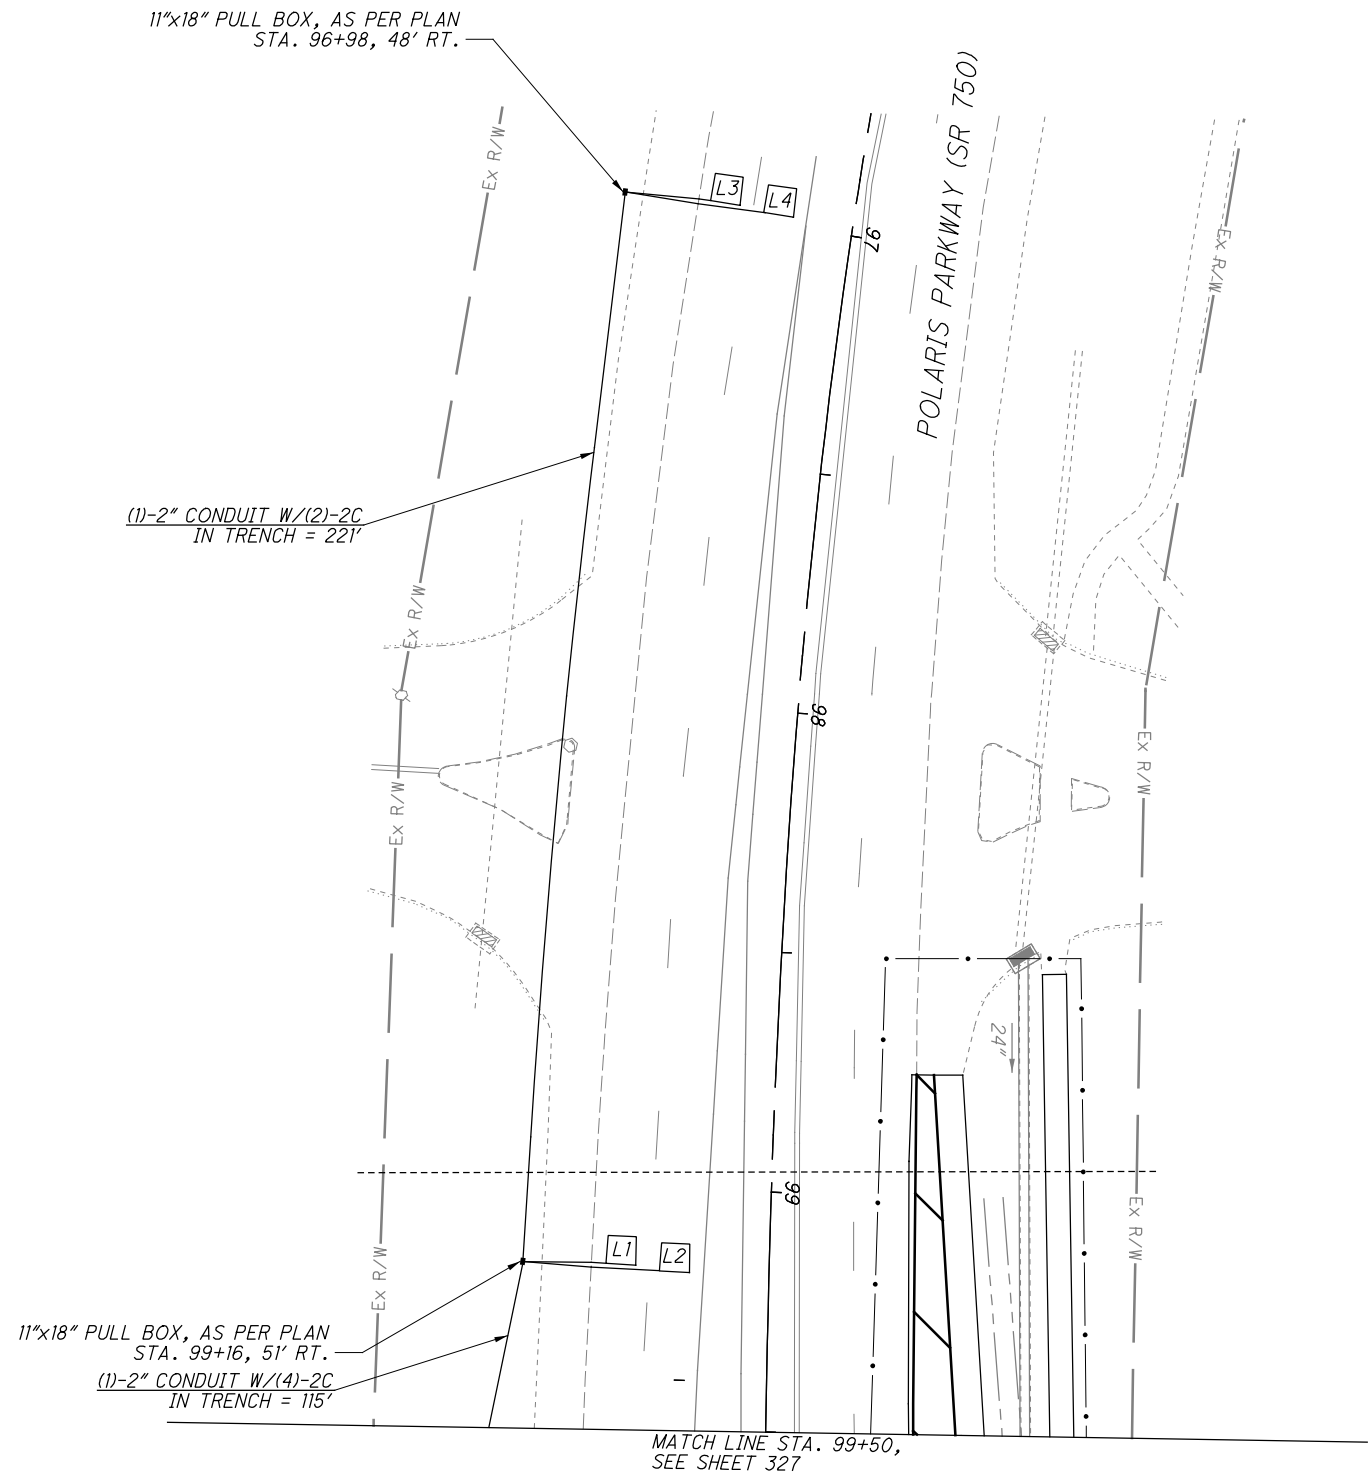 11"x18" PULL BOX, AS PER PLAN
STA. 96+98, 48' RT.
POLARIS PARKWAY (SR 750)
Ex R/W
L3
L4
97
Ex R/W
(1)-2" CONDUIT W/(2)-2C
IN TRENCH = 221'
Ex R/W
98
Ex R/W
Ex R/W
24"
99
Ex R/W
L1
L2
Ex R/W
11"x18" PULL BOX, AS PER PLAN
STA. 99+16, 51' RT.
(1)-2" CONDUIT W/(4)-2C
IN TRENCH = 115'
MATCH LINE STA. 99+50,
SEE SHEET 327